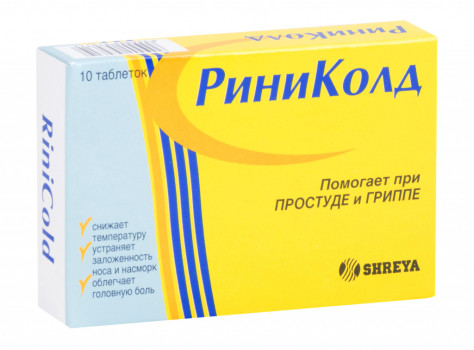 10 таблеток
РиниКолд
RiniCold
Помогает при
ПРОСТУДЕ и ГРИППЕ
снижает
температуру
устраняет
заложенность
носа и насморк
облегчает
головную боль
SHREYA